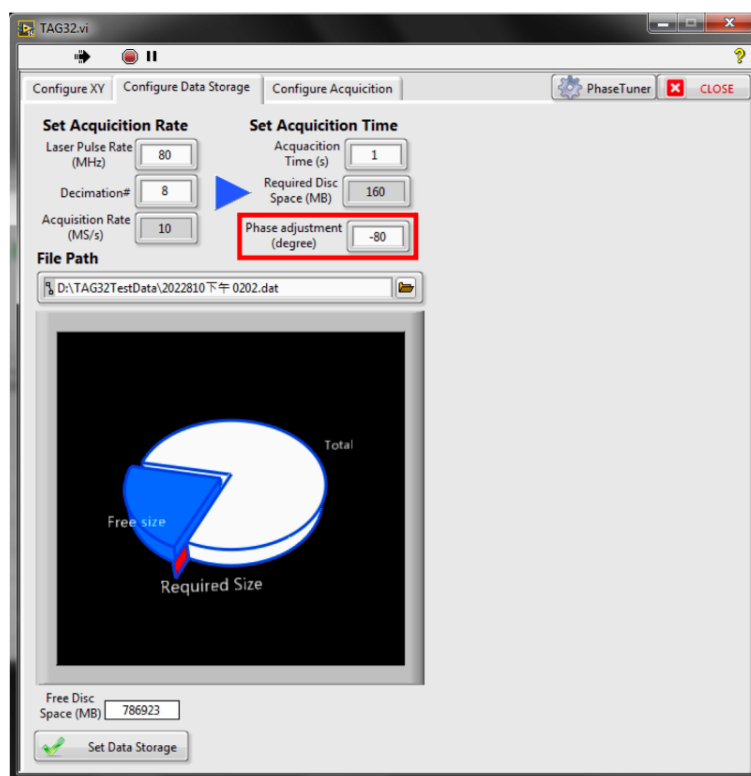 TAG32.vi
Configure XY
Configure Data Storage
Configure Acquicition
PhaseTuner
CLOSE
Set Acquicition Rate
Set Acquicition Time
Laser Pulse Rate
(MHz)
80
Acquacition
Time (s)
1
Decimation#
8
Required Disc
Space (MB)
160
Acquisition Rate
(MS/s)
10
Phase adjustment
(degree)
-80
File Path
D:\TAG32TestData\2022810下午 0202.dat
Total
Free size
Required Size
Free Disc
Space (MB)
786923
Set Data Storage